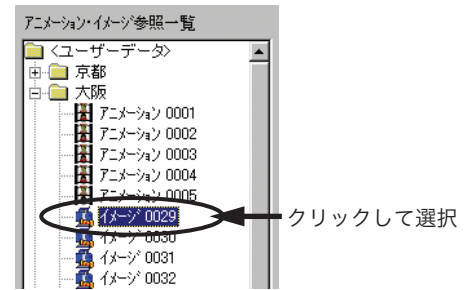 アニメーション・イメージ参照一覧
<ユーザーデータ>
京都
大阪
アニメーション 0001
アニメーション 0002
アニメーション 0003
アニメーション 0004
アニメーション 0005
イメージ 0029 クリックして選択
イメージ 0030
イメージ 0031
イメージ 0032